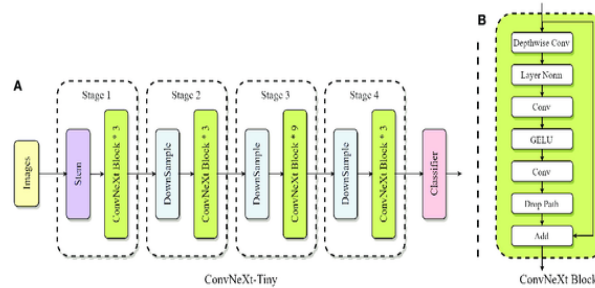 A
Stage 1
Stage 2
Stage 3
Stage 4
Images
Stem
ConvNeXt Block * 3
DownSample
ConvNeXt Block * 3
DownSample
ConvNeXt Block * 9
DownSample
ConvNeXt Block * 3
Classifier
ConvNeXt-Tiny
B
Depthwise Conv
Layer Norm
Conv
GELU
Conv
Drop Path
Add
ConvNeXt Block